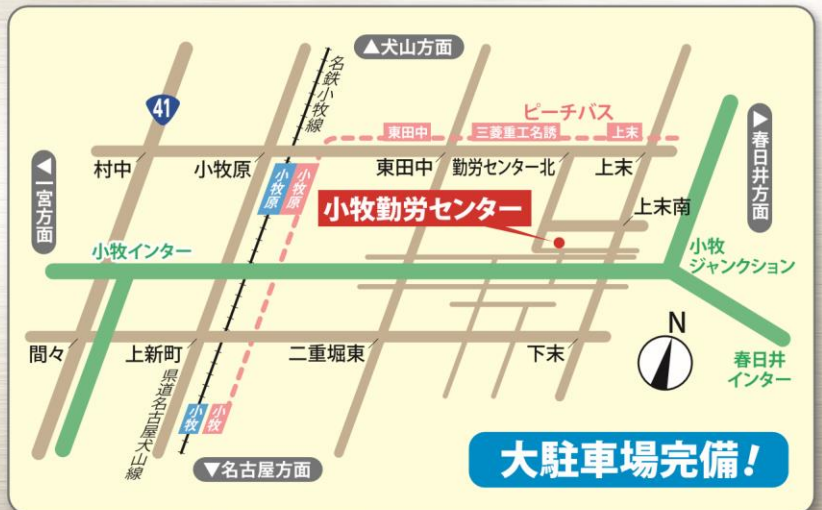 ▲犬山方面
41
名鉄小牧線
ピーチバス
東田中
三菱重工名誘
上末
▶春日井方面
◀一宮方面
村中
小牧原
東田中
勤労センター北
上末
小牧原
小牧原
小牧勤労センター
上末南
小牧インター
小牧
ジャンクション
間々
上新町
二重堀東
下末
N
春日井
インター
県道名古屋犬山線
小牧
小牧
▼名古屋方面
大駐車場完備!